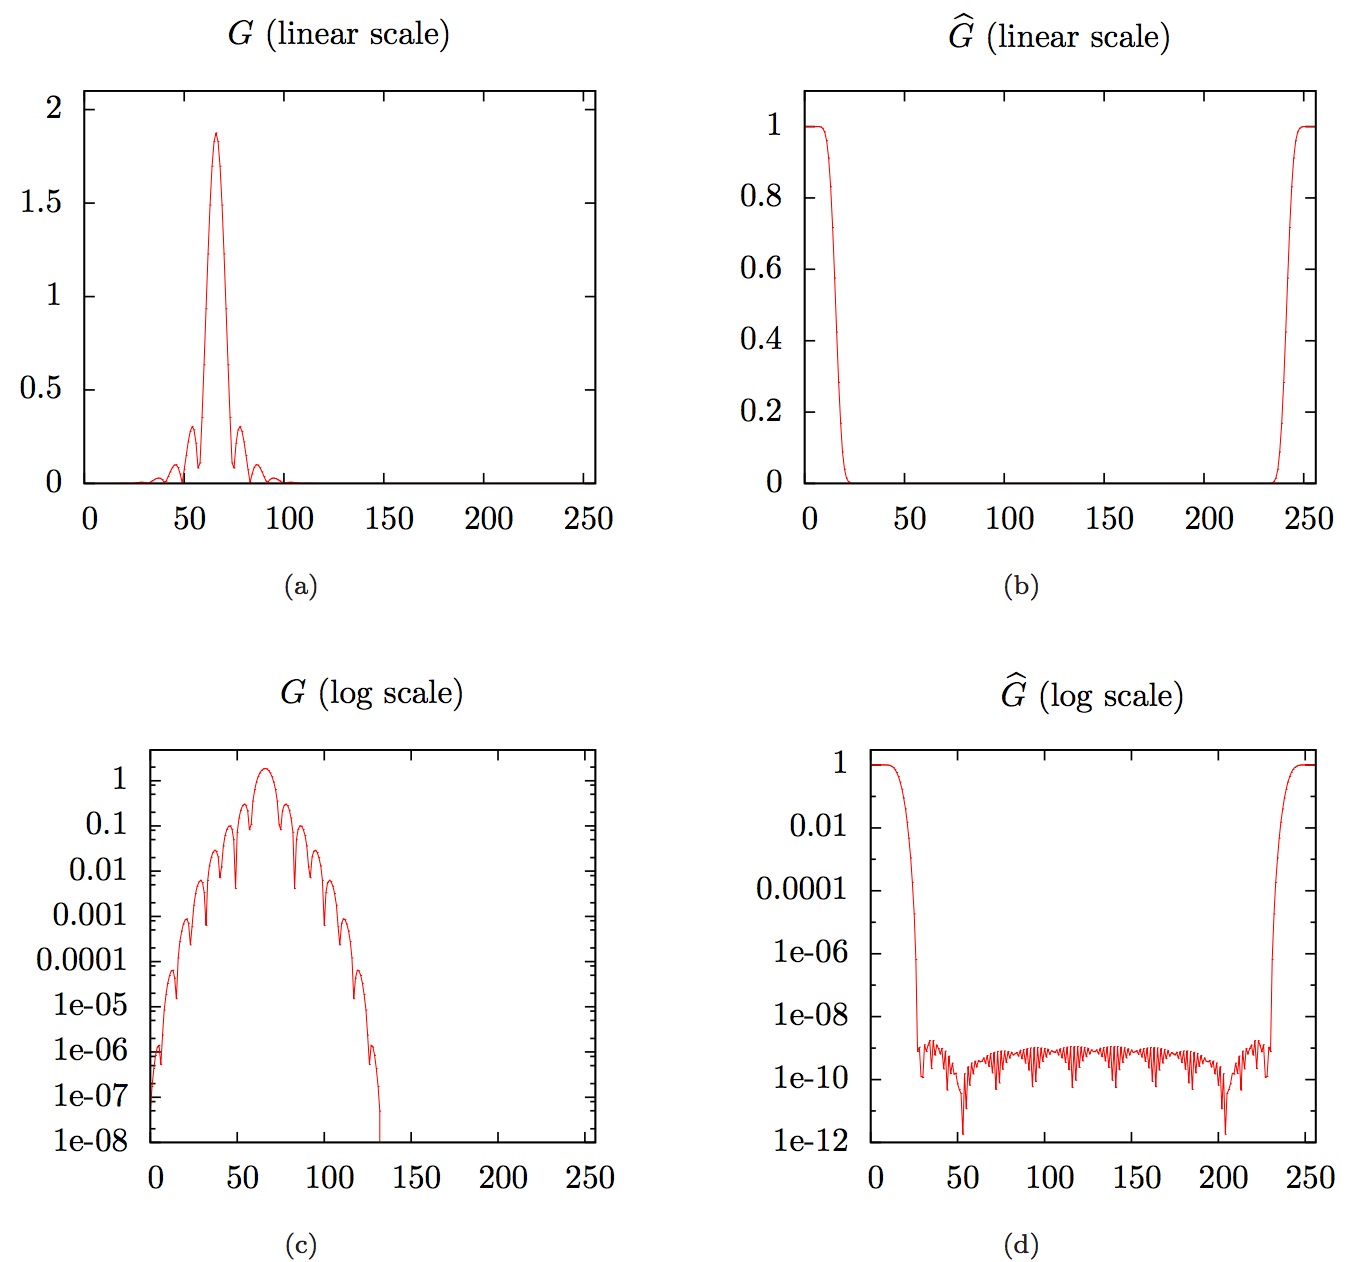 G (linear scale)
2
1.5
1
0.5
0
0 50 100 150 200 250
(a)
Ĝ (linear scale)
1
0.8
0.6
0.4
0.2
0
0 50 100 150 200 250
(b)
G (log scale)
1
0.1
0.01
0.001
0.0001
1e-05
1e-06
1e-07
1e-08
0 50 100 150 200 250
(c)
Ĝ (log scale)
1
0.01
0.0001
1e-06
1e-08
1e-10
1e-12
0 50 100 150 200 250
(d)